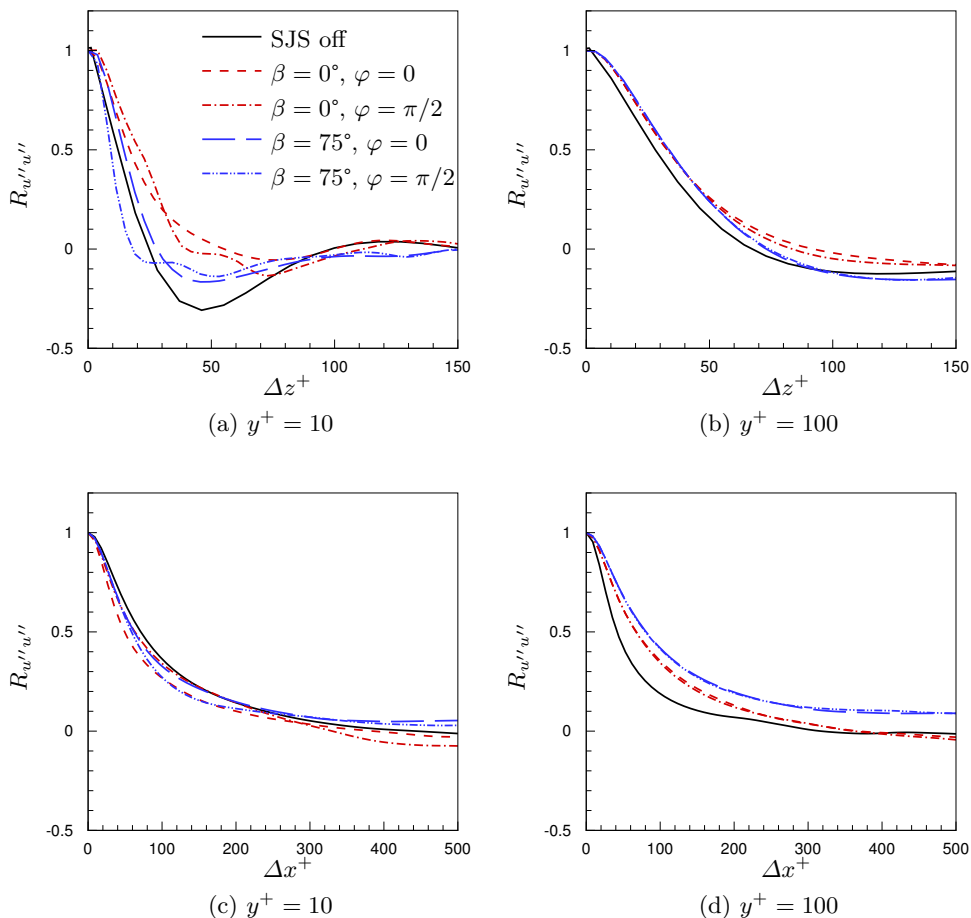 SJS off
β = 0°, φ = 0
β = 0°, φ = π/2
β = 75°, φ = 0
β = 75°, φ = π/2
R_{u''u''}
1
0.5
0
-0.5
0 50 100 150
Δz⁺
(a) y⁺ = 10
R_{u''u''}
1
0.5
0
-0.5
0 50 100 150
Δz⁺
(b) y⁺ = 100
R_{u''u''}
1
0.5
0
-0.5
0 100 200 300 400 500
Δx⁺
(c) y⁺ = 10
R_{u''u''}
1
0.5
0
-0.5
0 100 200 300 400 500
Δx⁺
(d) y⁺ = 100